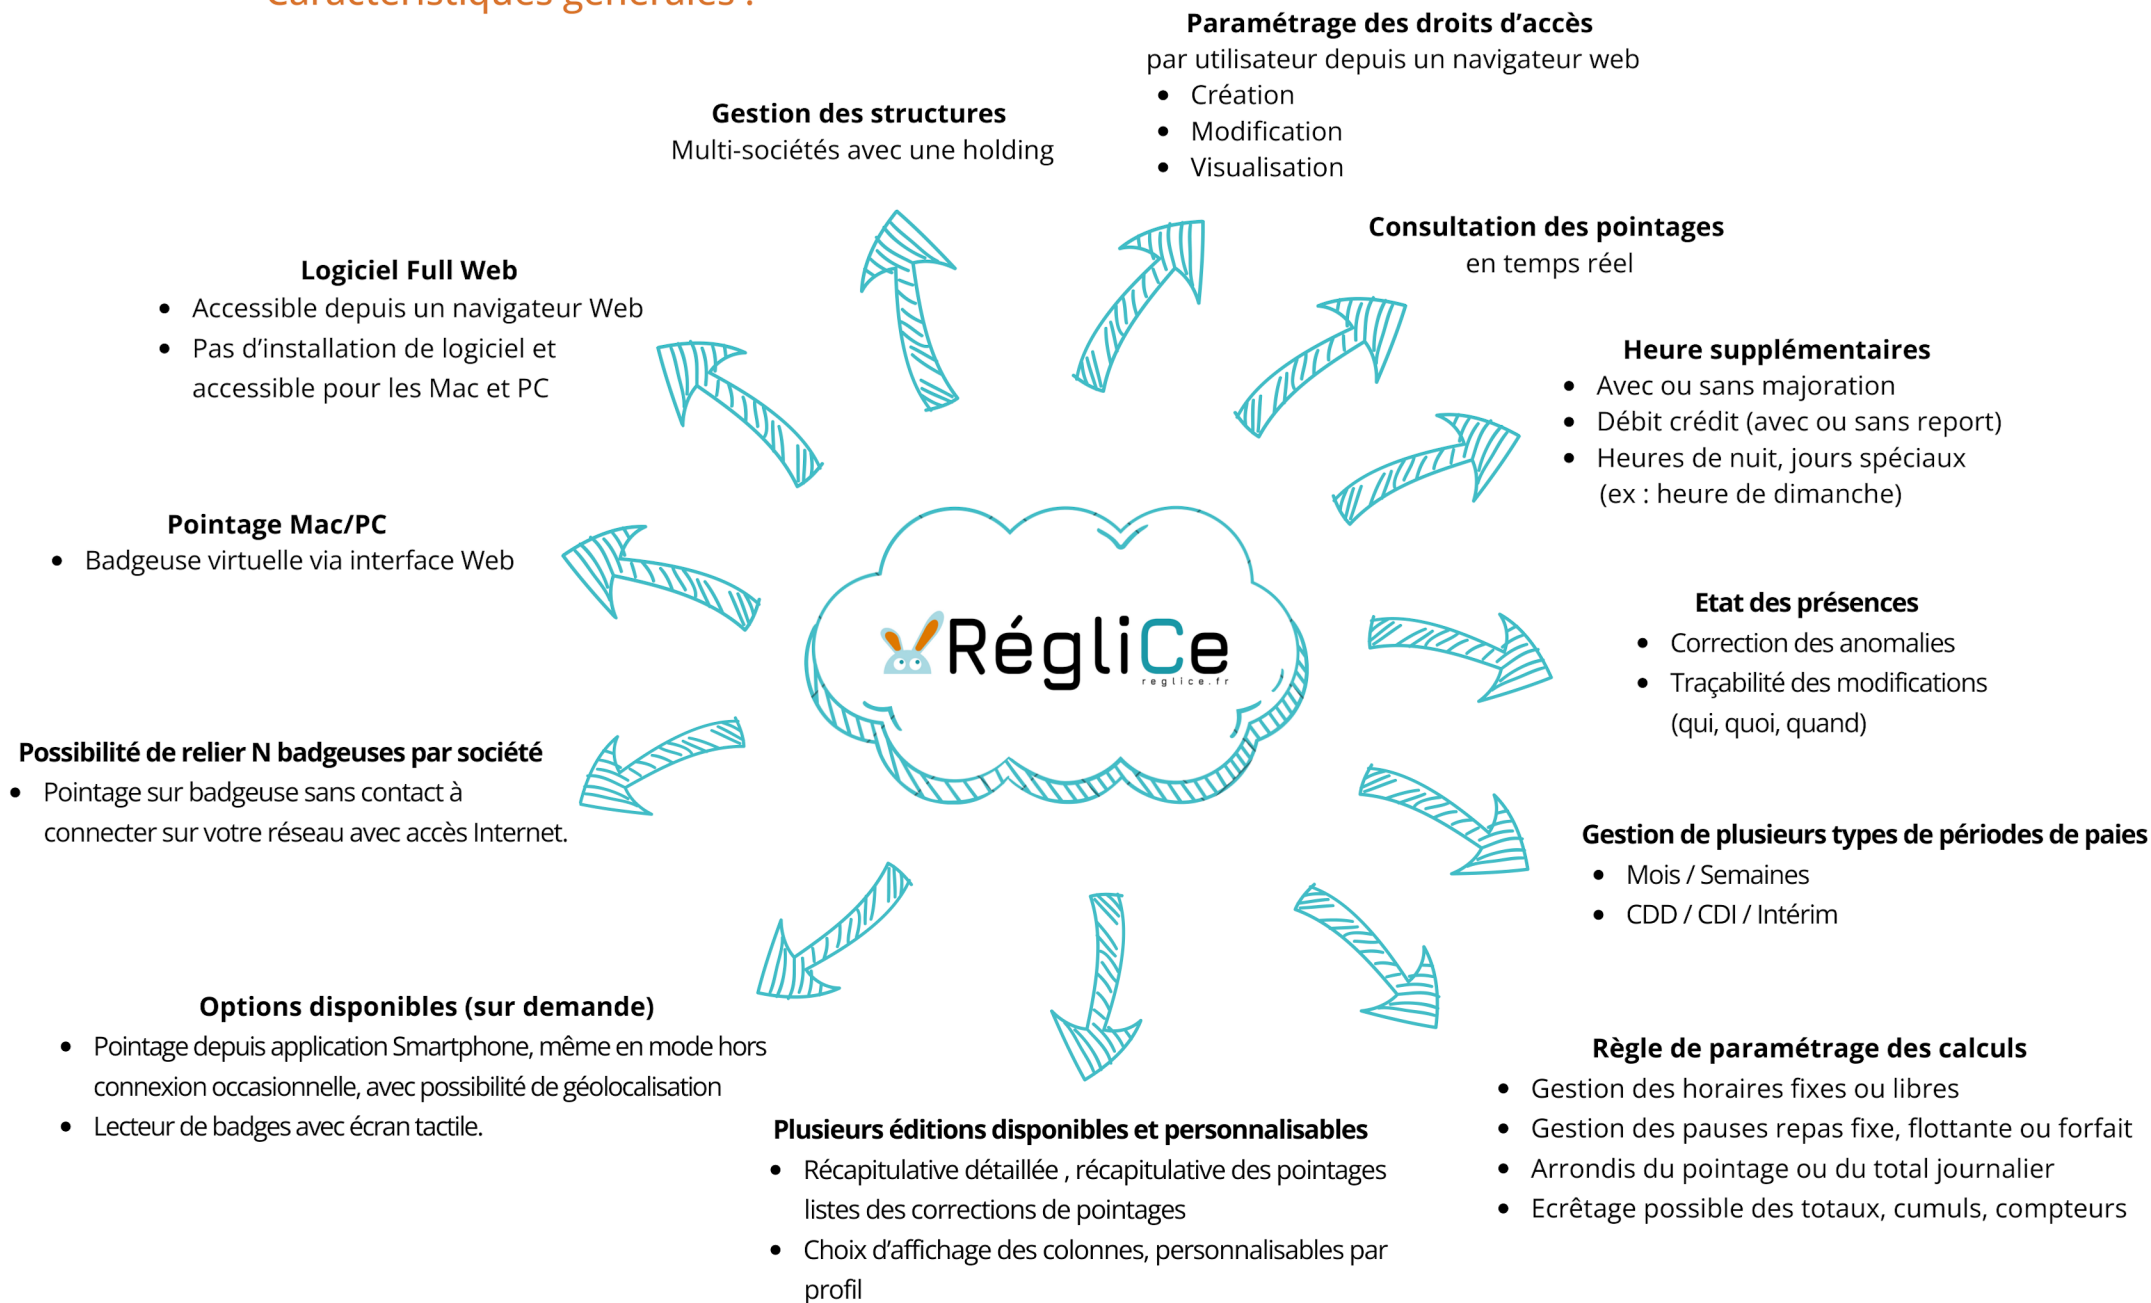 Caractéristiques générales :
Paramétrage des droits d’accès
par utilisateur depuis un navigateur web
• Création
• Modification
• Visualisation
Gestion des structures
Multi-sociétés avec une holding
Consultation des pointages
en temps réel
Logiciel Full Web
• Accessible depuis un navigateur Web
• Pas d’installation de logiciel et
accessible pour les Mac et PC
Heure supplémentaires
• Avec ou sans majoration
• Débit crédit (avec ou sans report)
• Heures de nuit, jours spéciaux
(ex : heure de dimanche)
Pointage Mac/PC
• Badgeuse virtuelle via interface Web
RégliCe
reglice.fr
Etat des présences
• Correction des anomalies
• Traçabilité des modifications
(qui, quoi, quand)
Possibilité de relier N badgeuses par société
• Pointage sur badgeuse sans contact à
connecter sur votre réseau avec accès Internet.
Gestion de plusieurs types de périodes de paies
• Mois / Semaines
• CDD / CDI / Intérim
Options disponibles (sur demande)
• Pointage depuis application Smartphone, même en mode hors
connexion occasionnelle, avec possibilité de géolocalisation
• Lecteur de badges avec écran tactile.
Plusieurs éditions disponibles et personnalisables
• Récapitulative détaillée , récapitulative des pointages
listes des corrections de pointages
• Choix d’affichage des colonnes, personnalisables par
profil
Règle de paramétrage des calculs
• Gestion des horaires fixes ou libres
• Gestion des pauses repas fixe, flottante ou forfait
• Arrondis du pointage ou du total journalier
• Ecrêtage possible des totaux, cumuls, compteurs